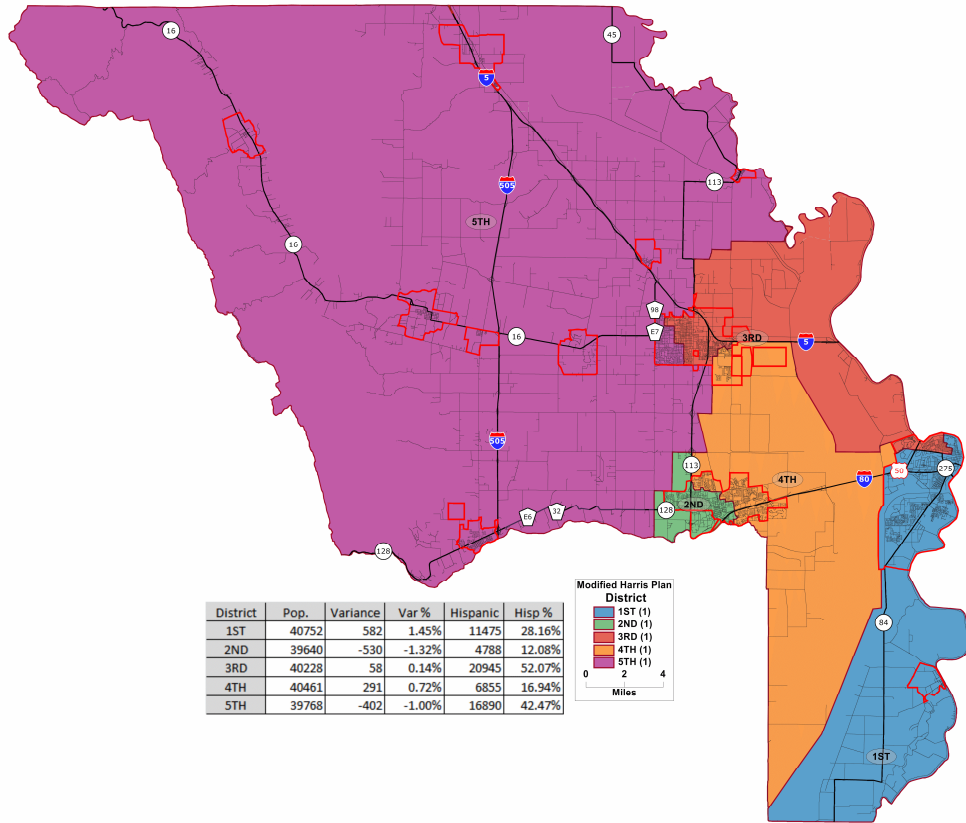 16
45
5
505
113
5TH
16
98
E7
16
3RD
5
505
113
50
275
4TH
80
2ND
128
E6
32
128
84
1ST
Modified Harris Plan
District
1ST (1)
2ND (1)
3RD (1)
4TH (1)
5TH (1)
0 2 4
Miles
District Pop. Variance Var % Hispanic Hisp %
1ST 40752 582 1.45% 11475 28.16%
2ND 39640 -530 -1.32% 4788 12.08%
3RD 40228 58 0.14% 20945 52.07%
4TH 40461 291 0.72% 6855 16.94%
5TH 39768 -402 -1.00% 16890 42.47%